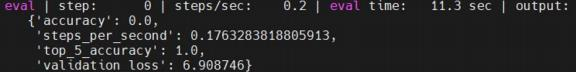 eval | step:      0 | steps/sec:    0.2 | eval time:   11.3 sec | output:
{'accuracy': 0.0,
'steps_per_second': 0.1763283818805913,
'top_5_accuracy': 1.0,
'validation_loss': 6.908746}